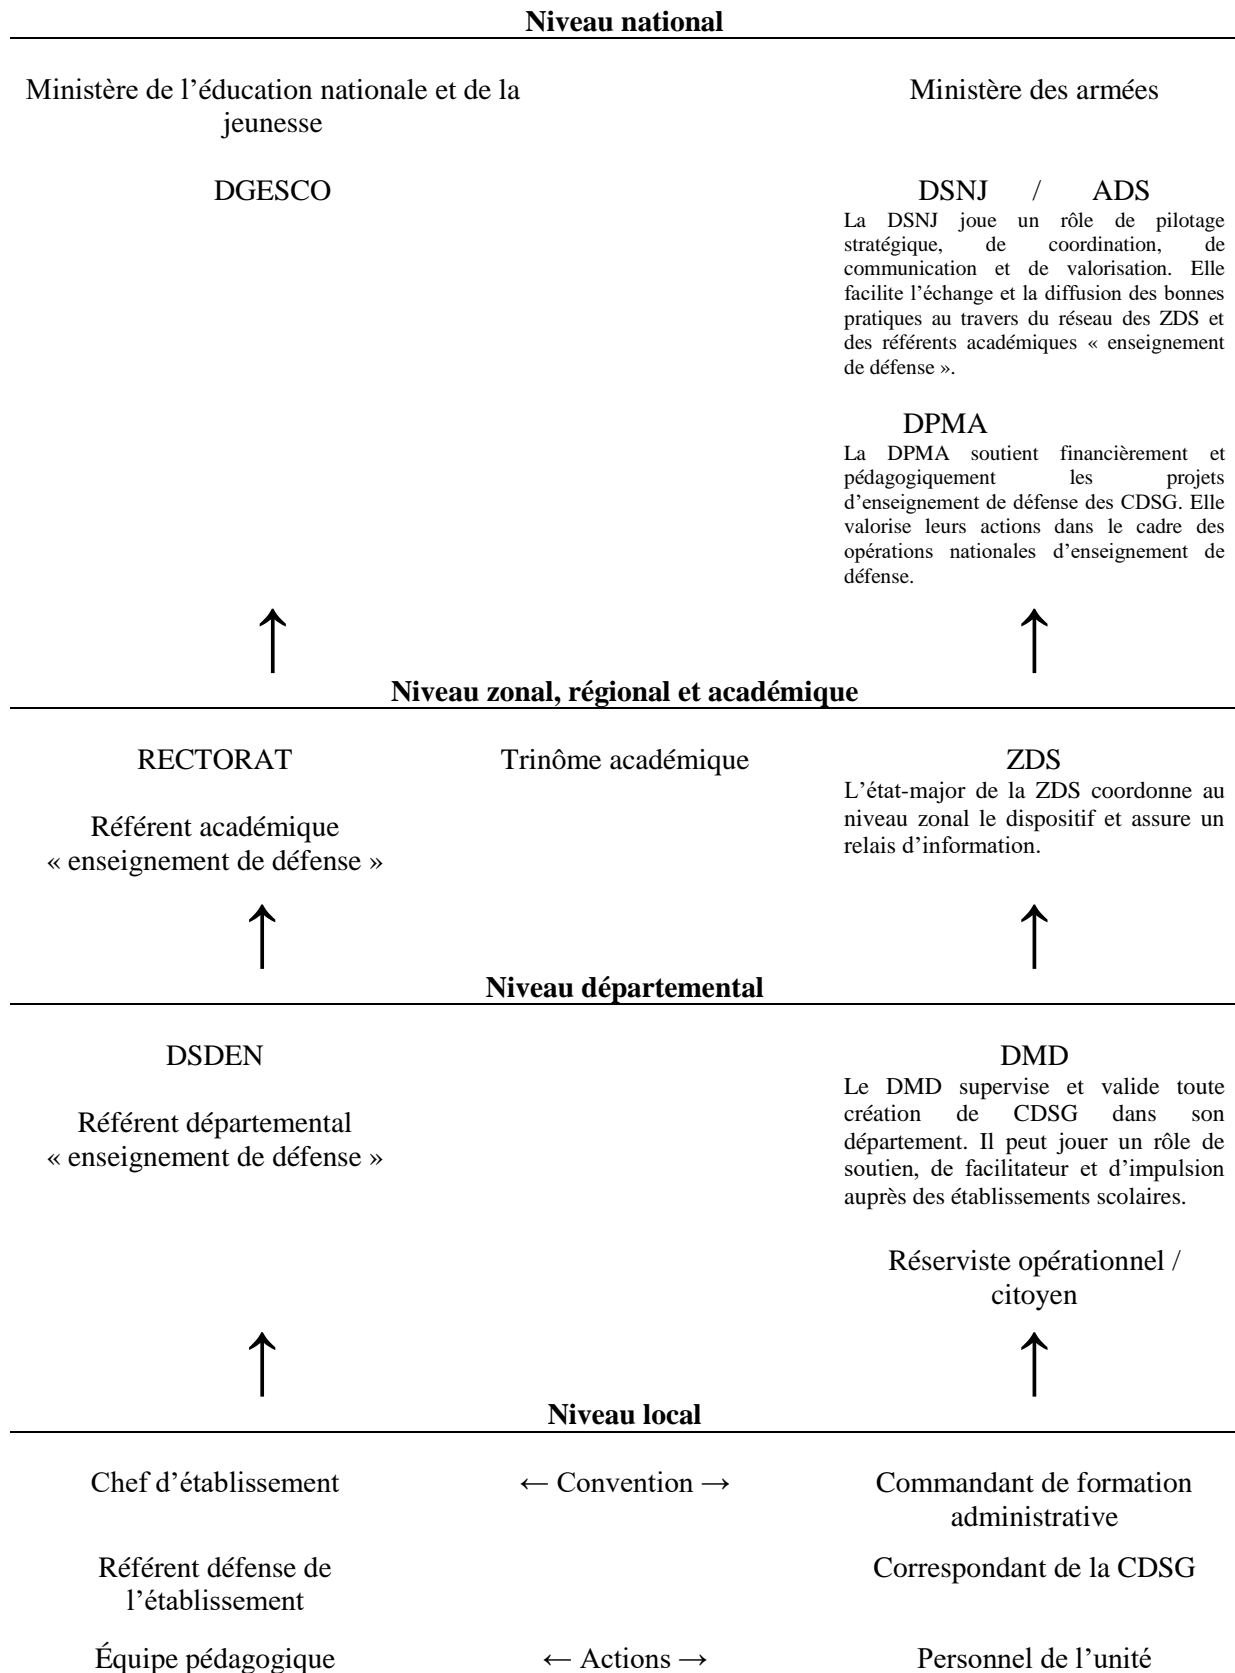 Niveau national
Ministère de l’éducation nationale et de la
jeunesse
Ministère des armées
DGESCO
DSNJ / ADS
La DSNJ joue un rôle de pilotage
stratégique, de coordination, de
communication et de valorisation. Elle
facilite l’échange et la diffusion des bonnes
pratiques au travers du réseau des ZDS et
des référents académiques « enseignement
de défense ».
DPMA
La DPMA soutient financièrement et
pédagogiquement les projets
d’enseignement de défense des CDSG. Elle
valorise leurs actions dans le cadre des
opérations nationales d’enseignement de
défense.
↑ ↑
Niveau zonal, régional et académique
RECTORAT
Référent académique
« enseignement de défense »
Trinôme académique
ZDS
L’état-major de la ZDS coordonne au
niveau zonal le dispositif et assure un
relais d’information.
↑ ↑
Niveau départemental
DSDEN
Référent départemental
« enseignement de défense »
DMD
Le DMD supervise et valide toute
création de CDSG dans son
département. Il peut jouer un rôle de
soutien, de facilitateur et d’impulsion
auprès des établissements scolaires.
Réserviste opérationnel /
citoyen
↑ ↑
Niveau local
Chef d’établissement
← Convention →
Commandant de formation
administrative
Référent défense de
l’établissement
Correspondant de la CDSG
Équipe pédagogique
← Actions →
Personnel de l’unité